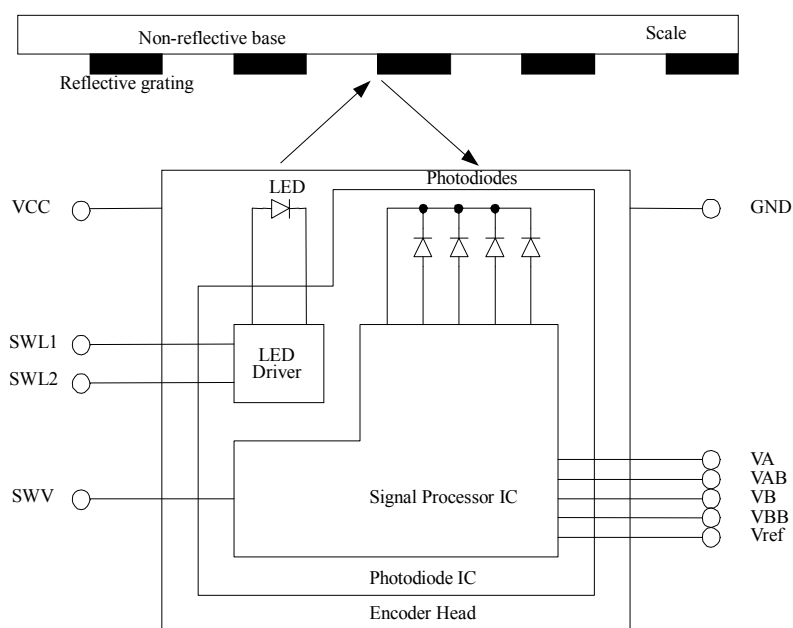 Non-reflective base
Scale
Reflective grating
Photodiodes
LED
VCC
GND
SWL1
LED
Driver
SWL2
VA
VAB
SWV
Signal Processor IC
VB
VBB
Vref
Photodiode IC
Encoder Head